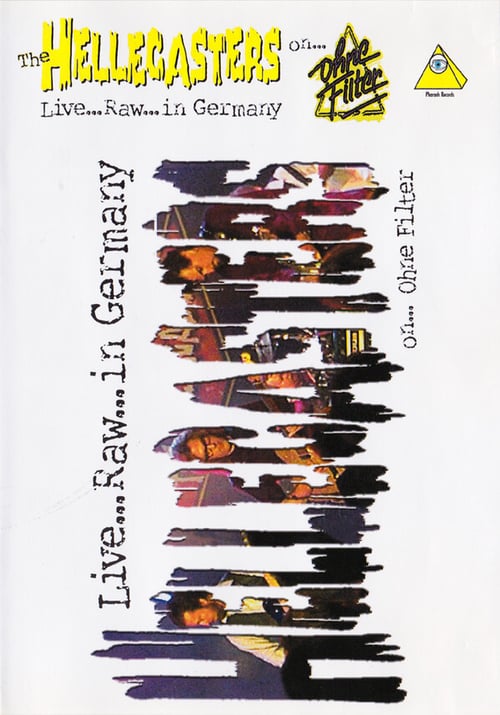 The HELLECASTERS on... Ohne Filter
Live...Raw...in Germany
Pharaoh Records
Live...Raw...in Germany
HELLECASTERS
on... Ohne Filter